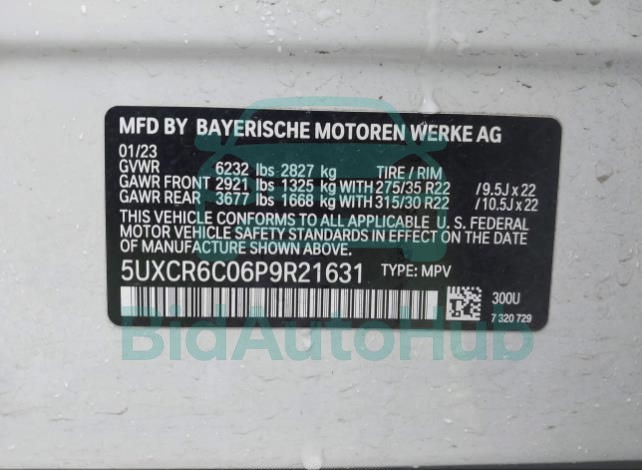 MFD BY BAYERISCHE MOTOREN WERKE AG
01/23
GVWR 6232 lbs 2827 kg TIRE / RIM
GAWR FRONT 2921 lbs 1325 kg WITH 275/35 R22 /9.5J x 22
GAWR REAR 3677 lbs 1668 kg WITH 315/30 R22 /10.5J x 22
THIS VEHICLE CONFORMS TO ALL APPLICABLE U. S. FEDERAL
MOTOR VEHICLE SAFETY STANDARDS IN EFFECT ON THE DATE
OF MANUFACTURE SHOWN ABOVE.
5UXCR6C06P9R21631 TYPE: MPV
300U
7 320 729
BidAutoHub